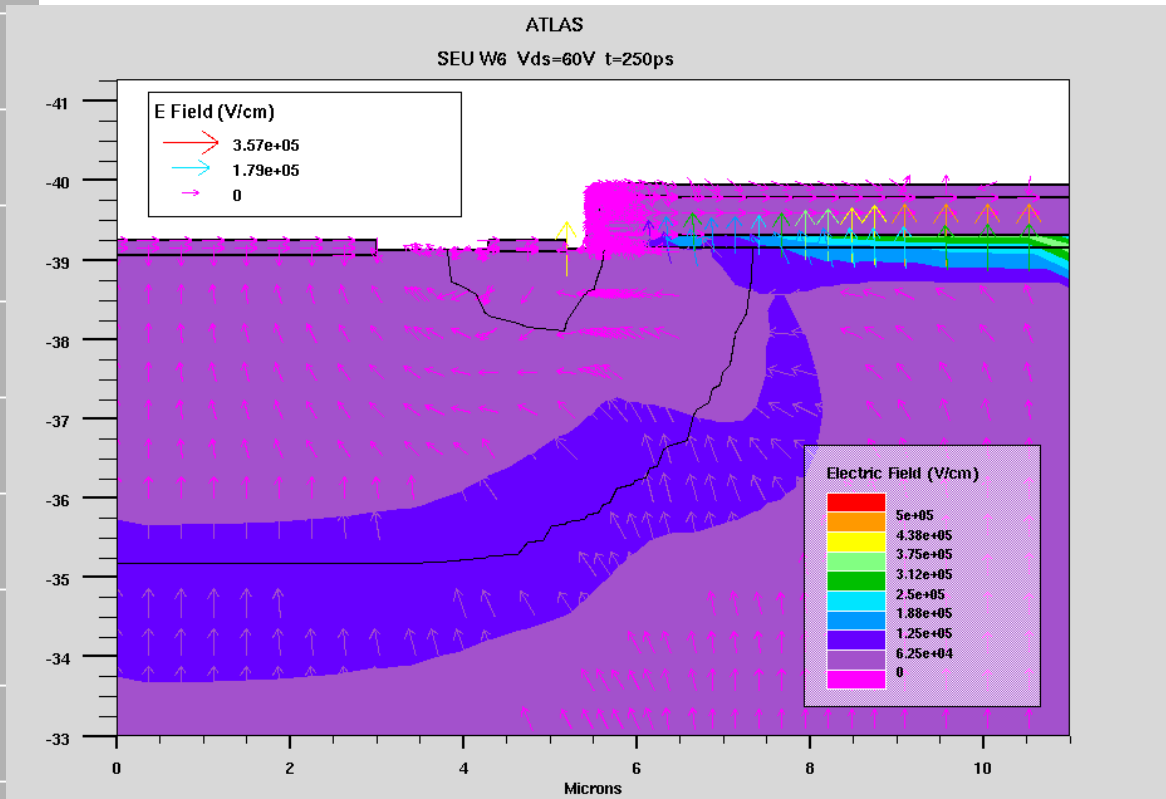 ATLAS
SEU W6 Vds=60V t=250ps
E Field (V/cm)
3.57e+05
1.79e+05
0
-41
-40
-39
-38
-37
-36
-35
-34
-33
Electric Field (V/cm)
5e+05
4.38e+05
3.75e+05
3.12e+05
2.5e+05
1.88e+05
1.25e+05
6.25e+04
0
0 2 4 6 8 10
Microns